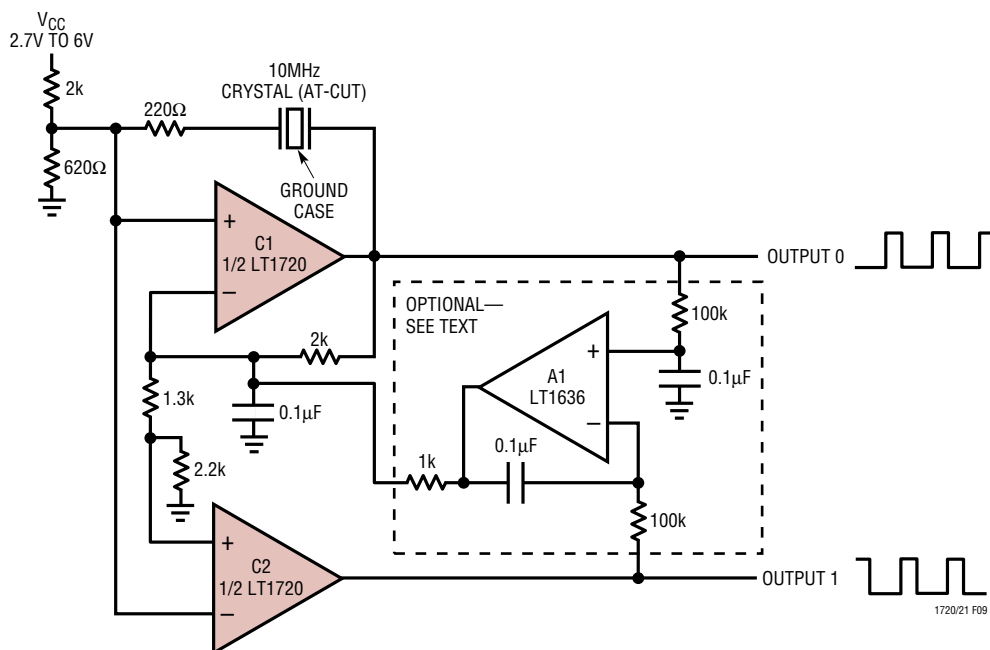 VCC
2.7V TO 6V
2k
620Ω
220Ω
10MHz
CRYSTAL (AT-CUT)
GROUND
CASE
+
C1
1/2 LT1720
−
OUTPUT 0
OPTIONAL—
SEE TEXT
100k
2k
+
A1
LT1636
−
0.1µF
1.3k
0.1µF
0.1µF
1k
2.2k
100k
+
C2
1/2 LT1720
−
OUTPUT 1
1720/21 F09